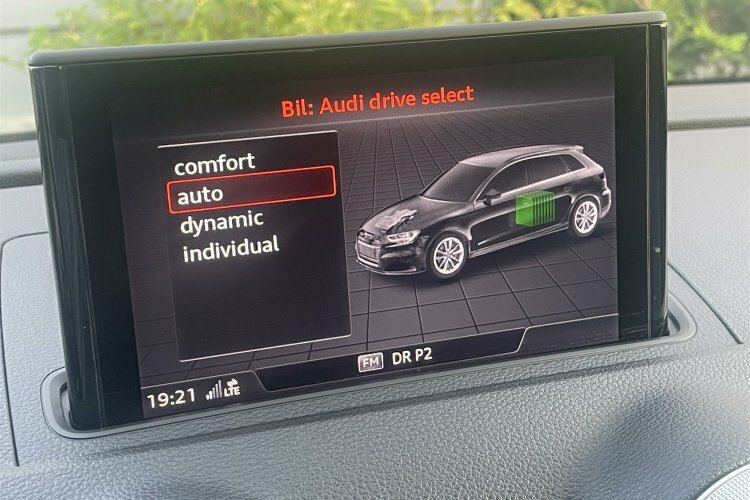 Bil: Audi drive select
comfort
auto
dynamic
individual
FM DR P2
19:21 LTE